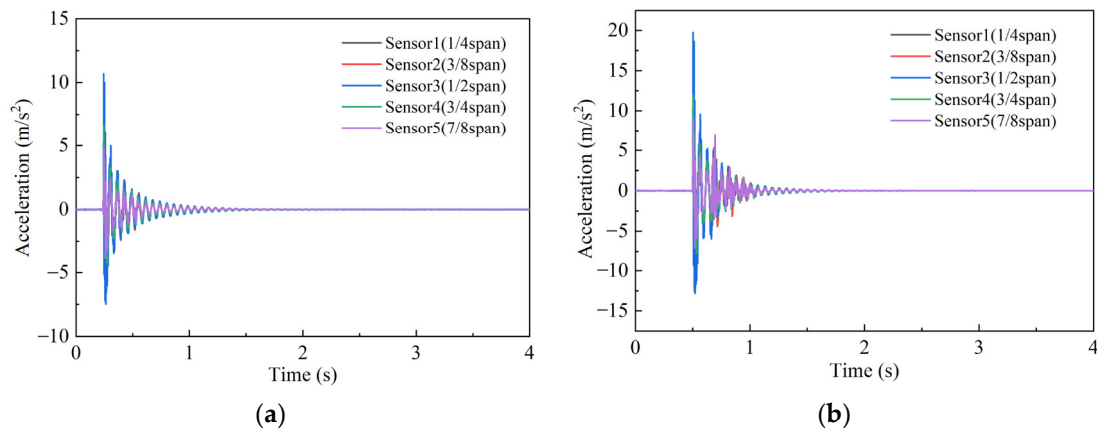 15
10
5
0
−5
−10
Acceleration (m/s²)
Sensor1(1/4span)
Sensor2(3/8span)
Sensor3(1/2span)
Sensor4(3/4span)
Sensor5(7/8span)
0 1 2 3 4
Time (s)
(a)
20
15
10
5
0
−5
−10
−15
Acceleration (m/s²)
Sensor1(1/4span)
Sensor2(3/8span)
Sensor3(1/2span)
Sensor4(3/4span)
Sensor5(7/8span)
0 1 2 3 4
Time (s)
(b)